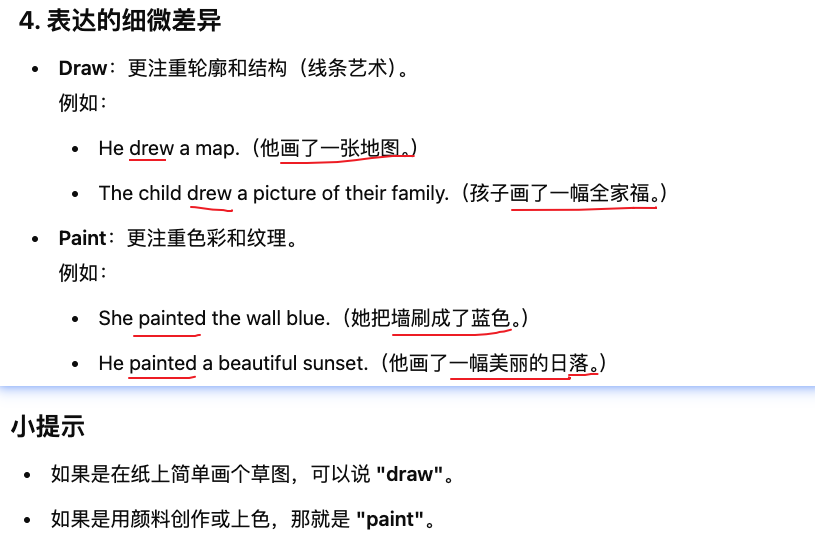 4. 表达的细微差异
• Draw：更注重轮廓和结构（线条艺术）。
例如：
• He drew a map.（他画了一张地图。）
• The child drew a picture of their family.（孩子画了一幅全家福。）
• Paint：更注重色彩和纹理。
例如：
• She painted the wall blue.（她把墙刷成了蓝色。）
• He painted a beautiful sunset.（他画了一幅美丽的日落。）
小提示
• 如果是在纸上简单画个草图，可以说 "draw"。
• 如果是用颜料创作或上色，那就是 "paint"。